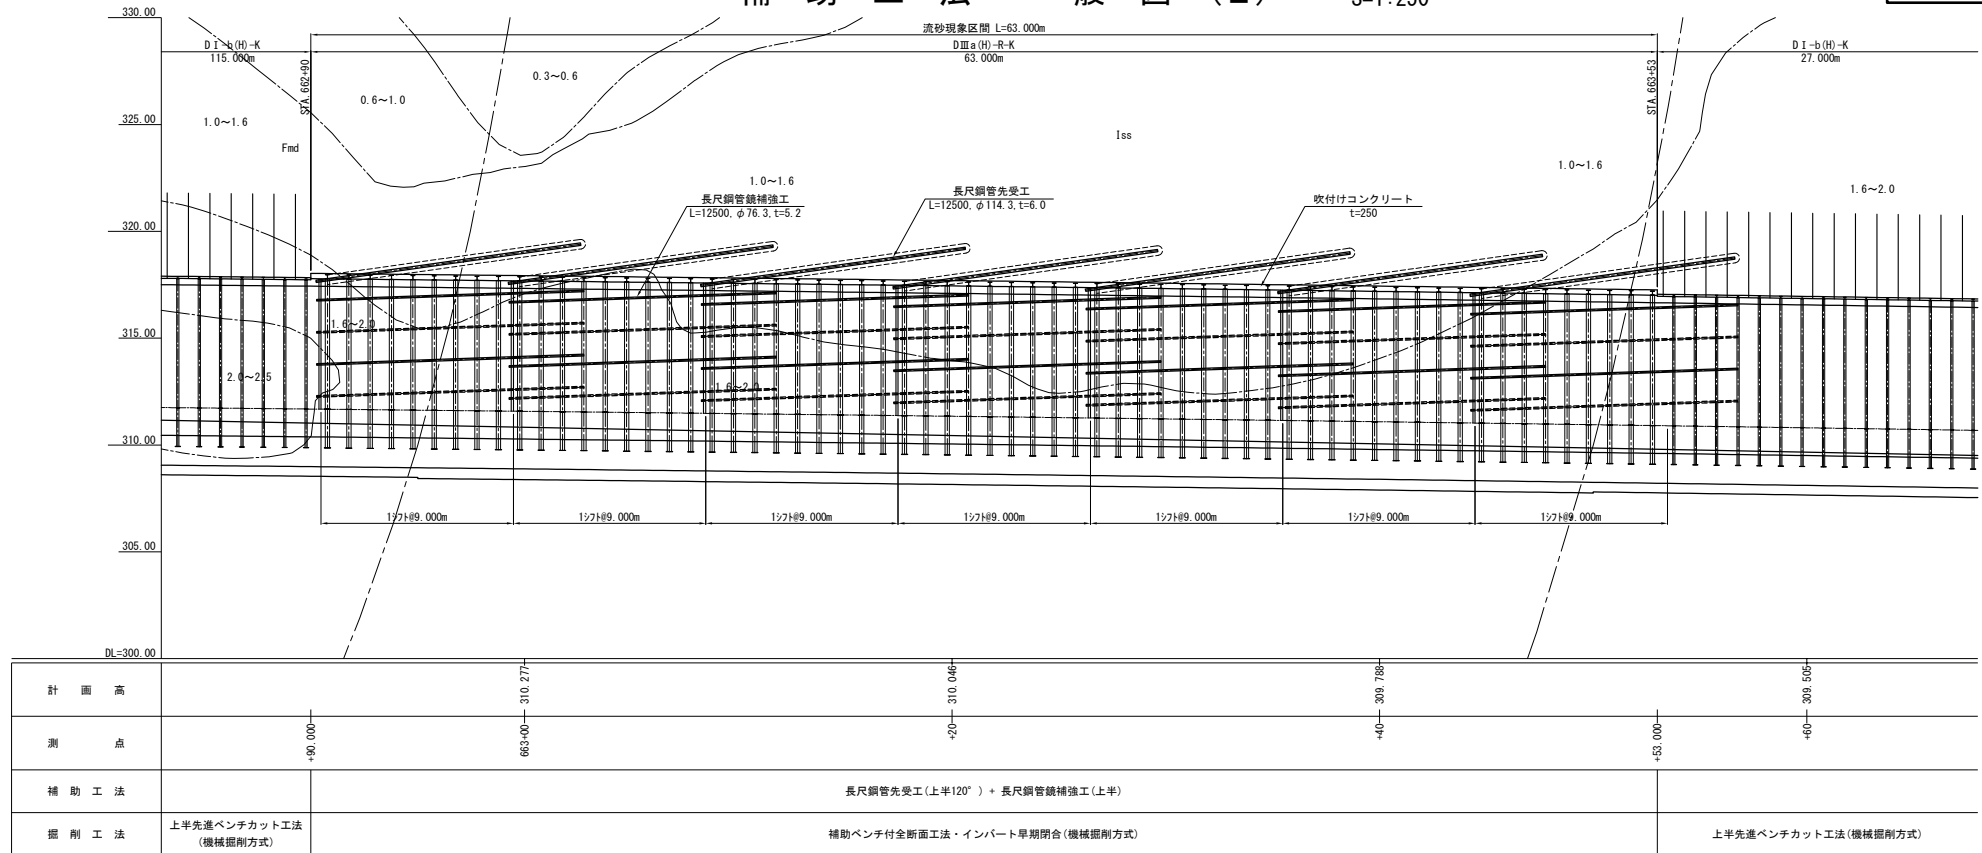 補助工法一般図(2) S=1:250
330.00
流砂現象区間 L=63.000m
DⅠ-b(H)-K
115.000m
DⅢa(H)-R-K
63.000m
DⅠ-b(H)-K
27.000m
STA.662+90
STA.663+53
0.3~0.6
0.6~1.0
325.00
1.0~1.6
Fmd
Iss
1.0~1.6
1.0~1.6
1.6~2.0
長尺鋼管鏡補強工
L=12500, φ76.3, t=5.2
長尺鋼管先受工
L=12500, φ114.3, t=6.0
吹付けコンクリート
t=250
320.00
315.00
1.6~2.0
2.0~2.5
1.6~2.0
310.00
1シフト@9.000m
1シフト@9.000m
1シフト@9.000m
1シフト@9.000m
1シフト@9.000m
1シフト@9.000m
1シフト@9.000m
305.00
DL=300.00
計画高
310.277
310.046
309.788
309.505
測点
+90.000
663+00
+20
+40
+53.000
+60
補助工法
長尺鋼管先受工(上半120°) + 長尺鋼管鏡補強工(上半)
掘削工法
上半先進ベンチカット工法
(機械掘削方式)
補助ベンチ付全断面工法・インバート早期閉合(機械掘削方式)
上半先進ベンチカット工法(機械掘削方式)